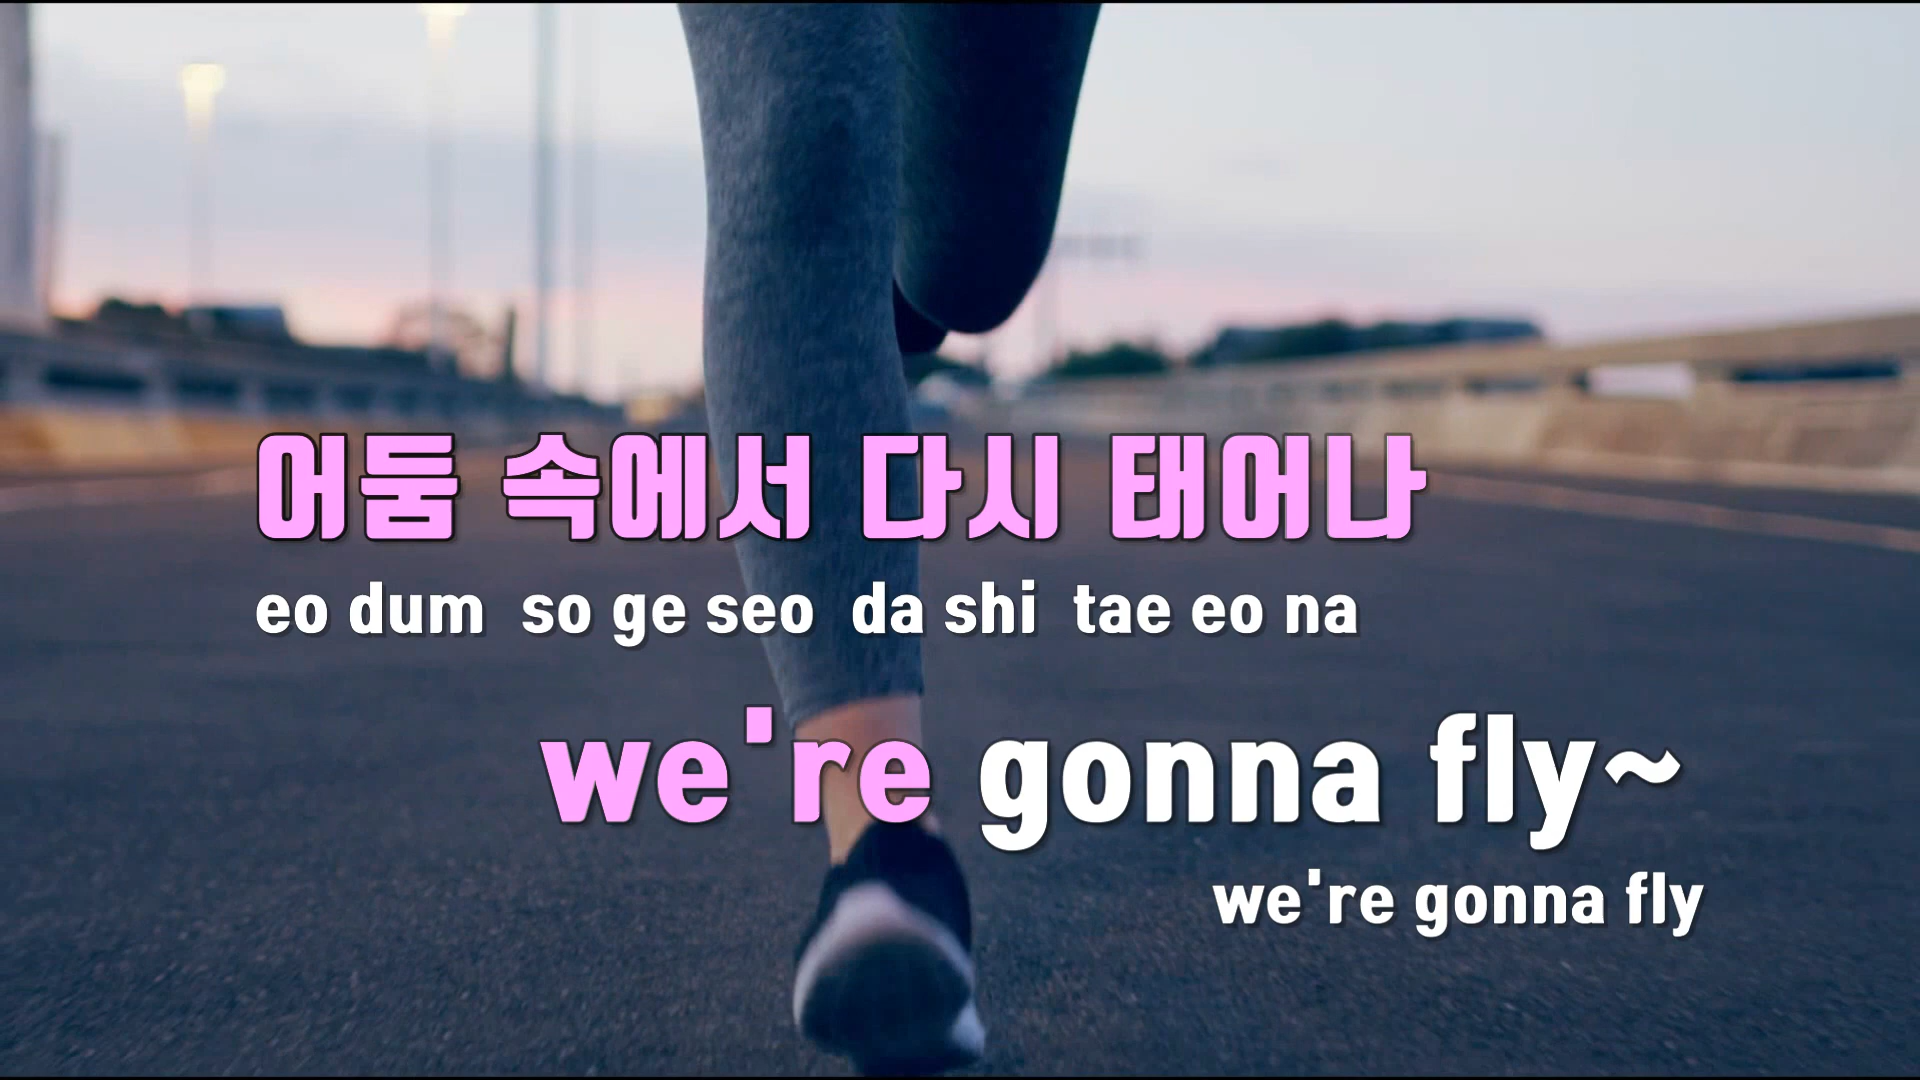 어둠 속에서 다시 태어나
eo dum so ge seo da shi tae eo na
we're gonna fly~
we're gonna fly